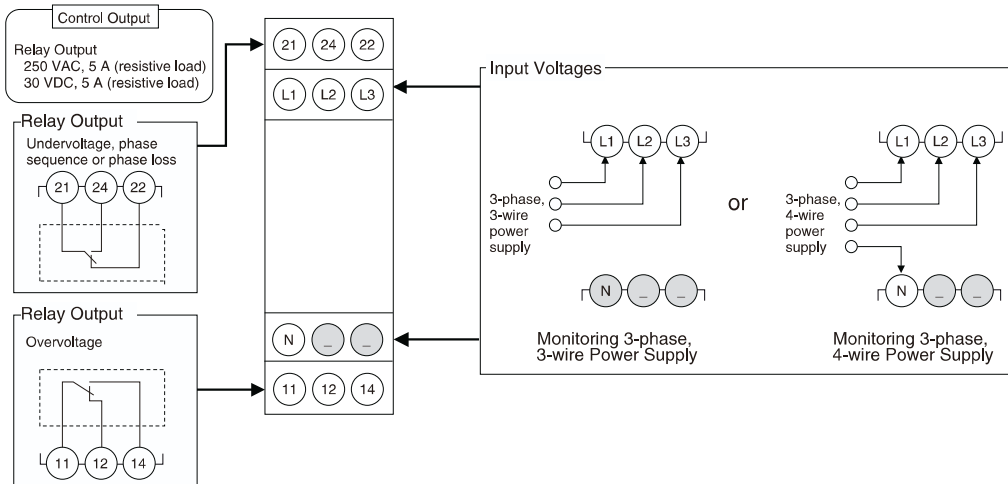 Control Output
Relay Output
250 VAC, 5 A (resistive load)
30 VDC, 5 A (resistive load)
Relay Output
Undervoltage, phase
sequence or phase loss
21 24 22
Relay Output
Overvoltage
11 12 14
21 24 22
L1 L2 L3
N _ _
11 12 14
Input Voltages
L1 L2 L3
3-phase,
3-wire
power
supply
N _ _
Monitoring 3-phase,
3-wire Power Supply
or
L1 L2 L3
3-phase,
4-wire
power
supply
N _ _
Monitoring 3-phase,
4-wire Power Supply